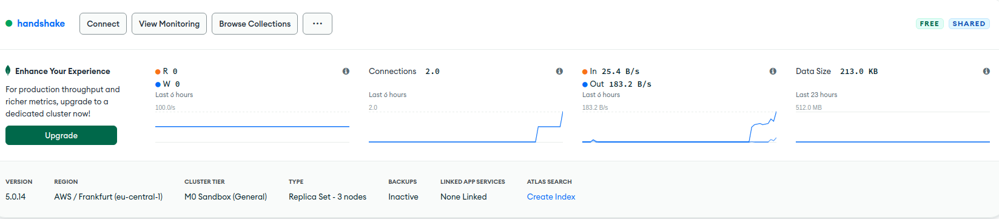 handshake
Connect
View Monitoring
Browse Collections
...
FREE
SHARED
Enhance Your Experience
For production throughput and
richer metrics, upgrade to a
dedicated cluster now!
Upgrade
R 0
W 0
Last 6 hours
100.0/s
Connections 2.0
Last 6 hours
2.0
In 25.4 B/s
Out 183.2 B/s
Last 6 hours
183.2 B/s
Data Size 213.0 KB
Last 23 hours
512.0 MB
VERSION
5.0.14
REGION
AWS / Frankfurt (eu-central-1)
CLUSTER TIER
M0 Sandbox (General)
TYPE
Replica Set - 3 nodes
BACKUPS
Inactive
LINKED APP SERVICES
None Linked
ATLAS SEARCH
Create Index